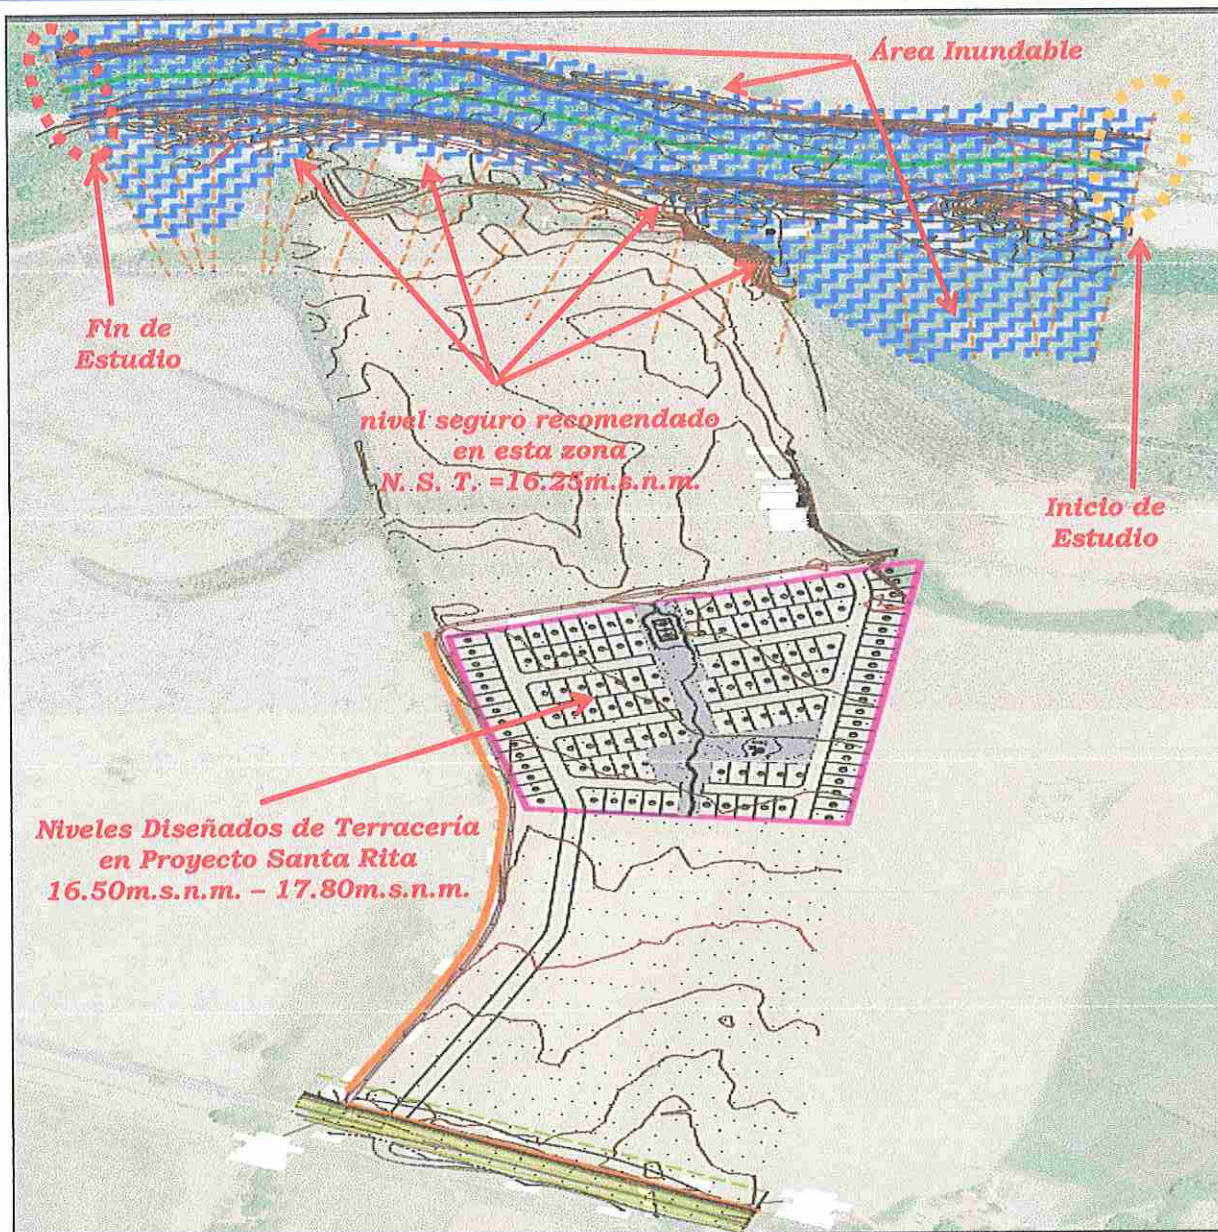 Área Inundable
Fin de
Estudio
nivel seguro recomendado
en esta zona
N. S. T. =16.25m.s.n.m.
Inicio de
Estudio
Niveles Diseñados de Terracería
en Proyecto Santa Rita
16.50m.s.n.m. – 17.80m.s.n.m.